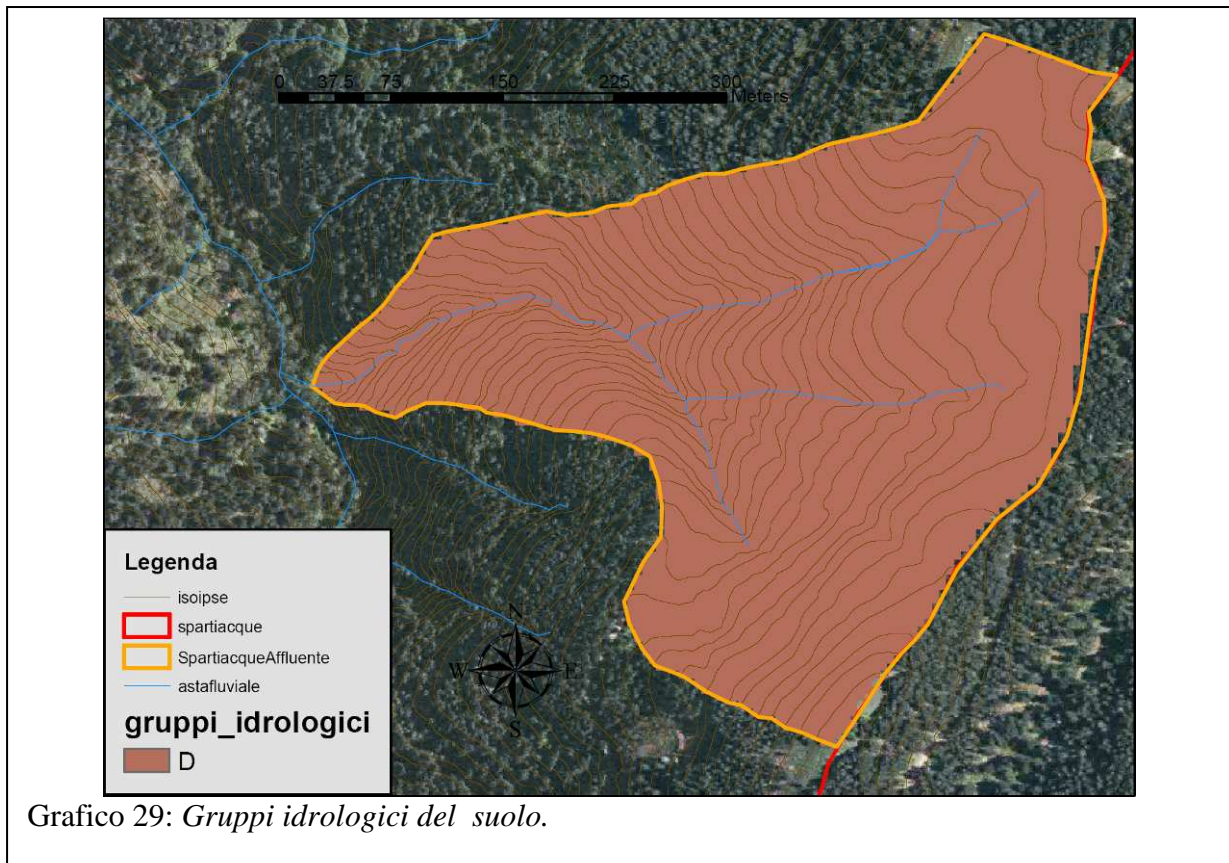 0 37.5 75 150 225 300
Meters
Legenda
isoipse
spartiacque
SpartiacqueAffluente
astafluviale
gruppi_idrologici
D
N
W E
S
Grafico 29: Gruppi idrologici del suolo.